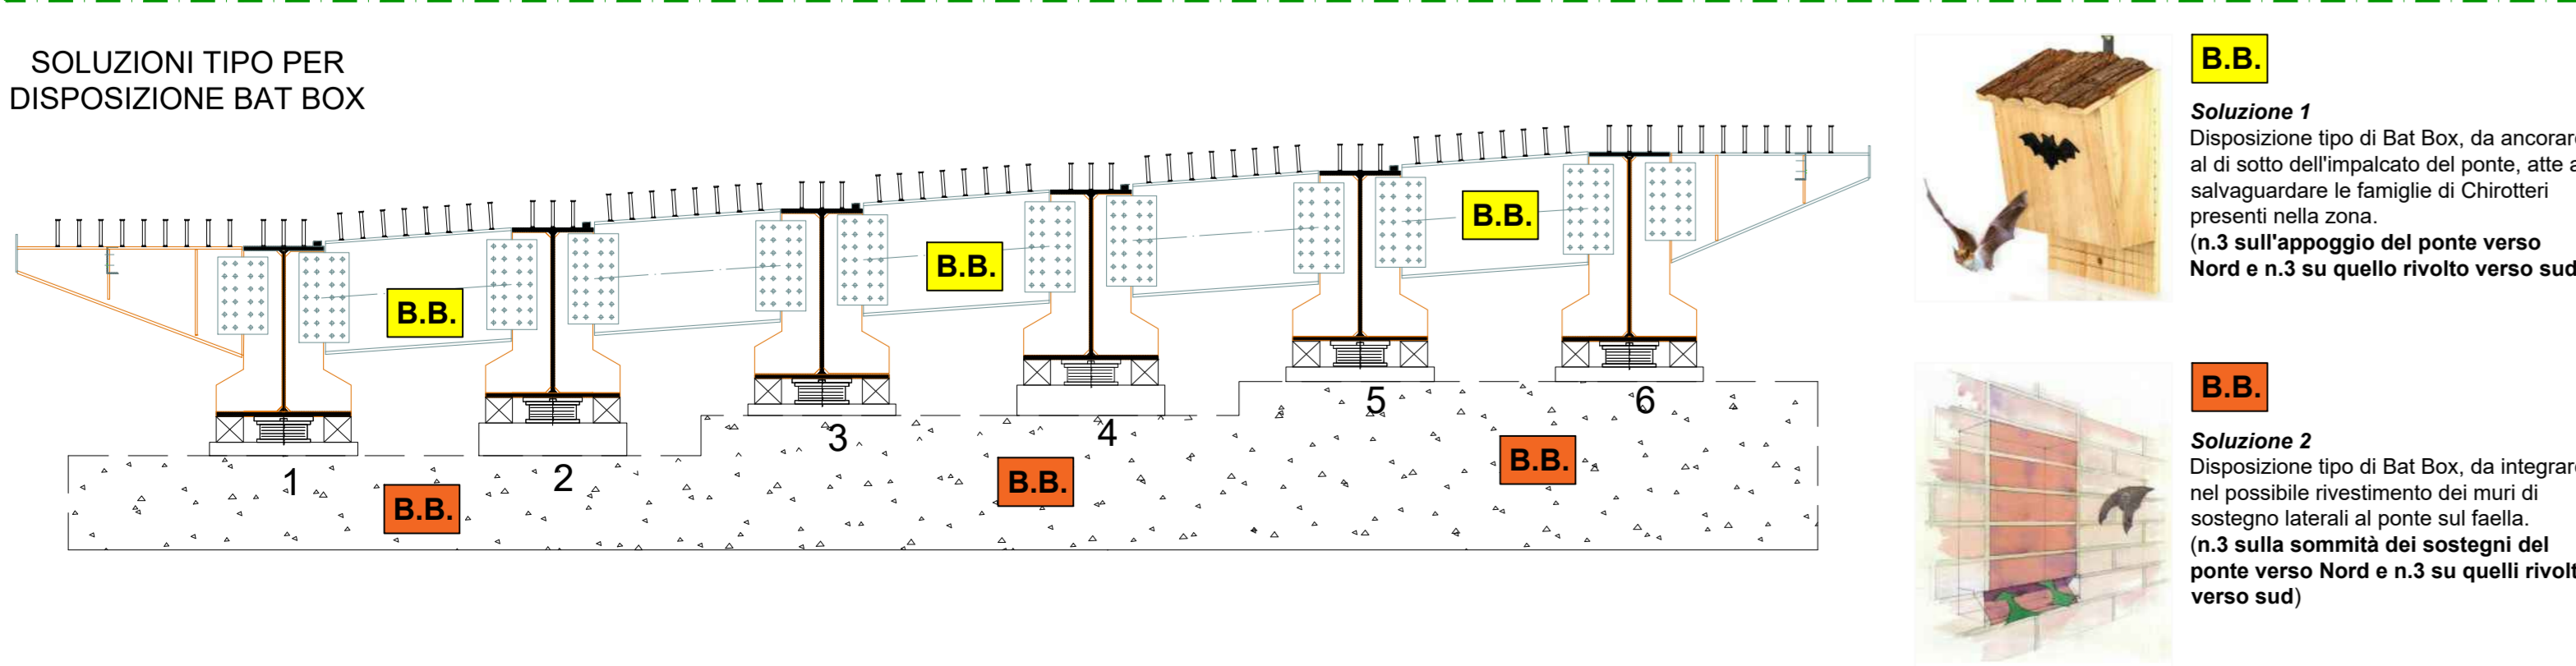 SOLUZIONI TIPO PER
DISPOSIZIONE BAT BOX
B.B.
B.B.
B.B.
1
2
3
4
5
6
B.B.
B.B.
B.B.
B.B.
Soluzione 1
Disposizione tipo di Bat Box, da ancorare
al di sotto dell'impalcato del ponte, atte a
salvaguardare le famiglie di Chirotteri
presenti nella zona.
(n.3 sull'appoggio del ponte verso
Nord e n.3 su quello rivolto verso sud
B.B.
Soluzione 2
Disposizione tipo di Bat Box, da integrare
nel possibile rivestimento dei muri di
sostegno laterali al ponte sul faella.
(n.3 sulla sommità dei sostegni del
ponte verso Nord e n.3 su quelli rivolt
verso sud)